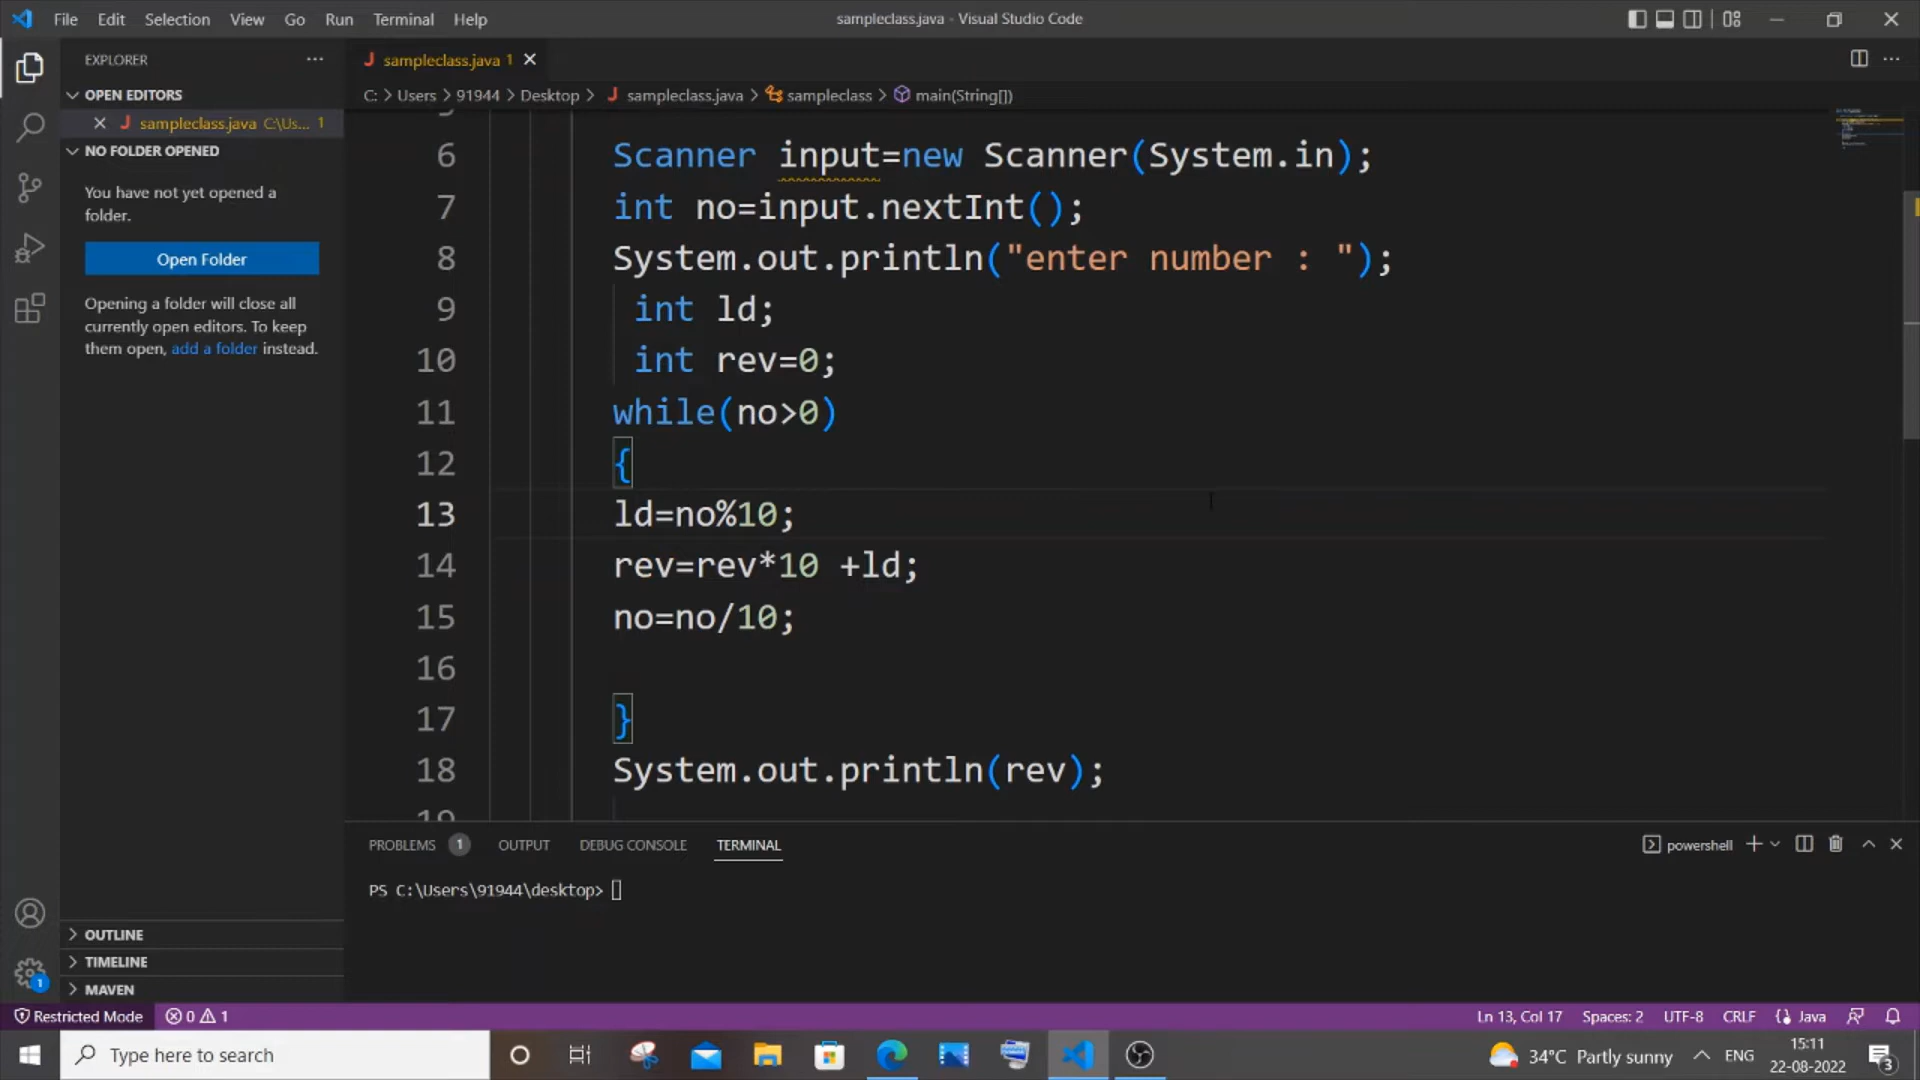 File Edit Selection View Go Run Terminal Help
sampleclass.java - Visual Studio Code
EXPLORER
sampleclass.java 1
OPEN EDITORS
C: > Users > 91944 > Desktop > sampleclass.java > sampleclass > main(String[])
sampleclass.java C:\Us... 1
NO FOLDER OPENED
You have not yet opened a
folder.
Open Folder
Opening a folder will close all
currently open editors. To keep
them open, add a folder instead.
6 Scanner input=new Scanner(System.in);
7 int no=input.nextInt();
8 System.out.println("enter number : ");
9 int ld;
10 int rev=0;
11 while(no>0)
12 {
13 ld=no%10;
14 rev=rev*10 +ld;
15 no=no/10;
16
17 }
18 System.out.println(rev);
19
PROBLEMS 1 OUTPUT DEBUG CONSOLE TERMINAL
powershell
PS C:\Users\91944\desktop>
OUTLINE
TIMELINE
MAVEN
1
Restricted Mode 0 1
Ln 13, Col 17 Spaces: 2 UTF-8 CRLF Java
Type here to search
34°C Partly sunny ENG
15:11
22-08-2022
3